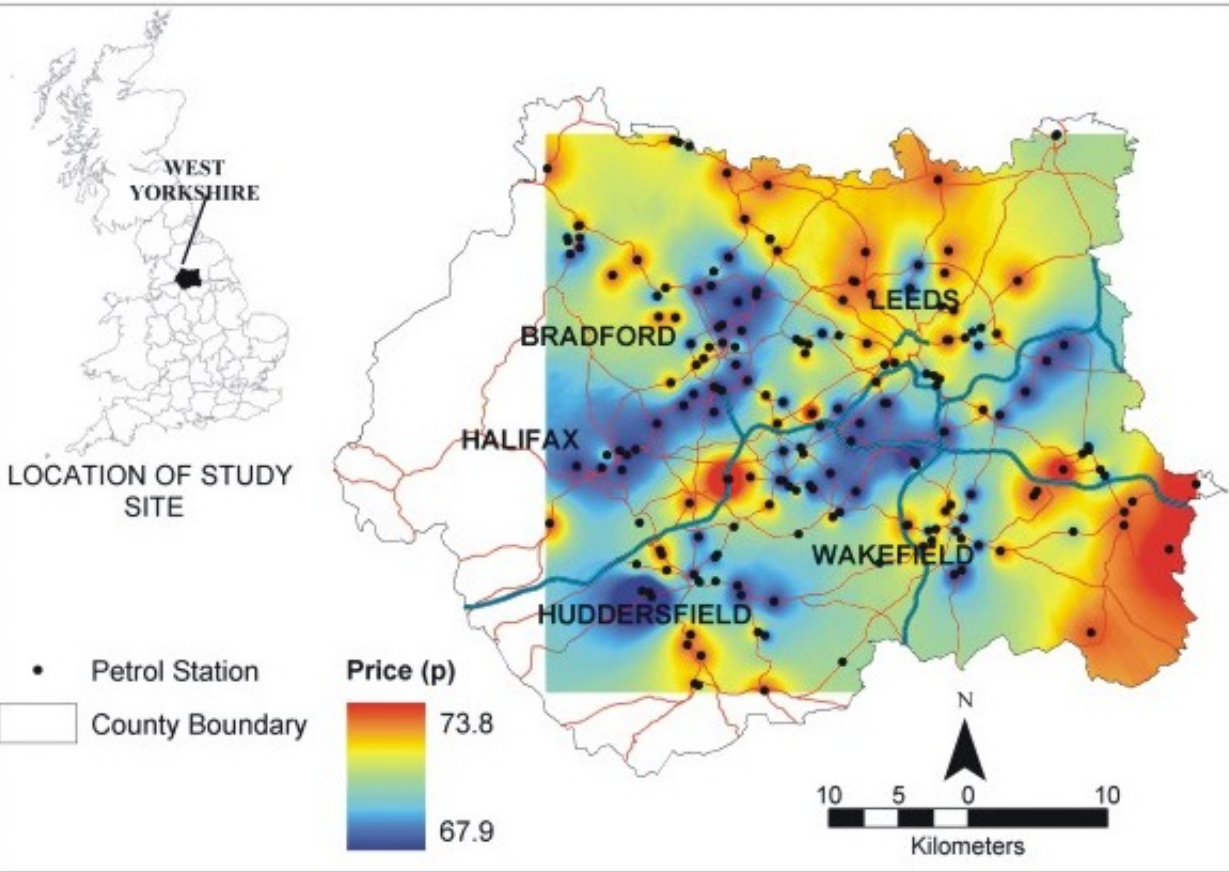 WEST
YORKSHIRE
LOCATION OF STUDY
SITE
LEEDS
BRADFORD
HALIFAX
WAKEFIELD
HUDDERSFIELD
Petrol Station
County Boundary
Price (p)
73.8
67.9
N
10 5 0 10
Kilometers